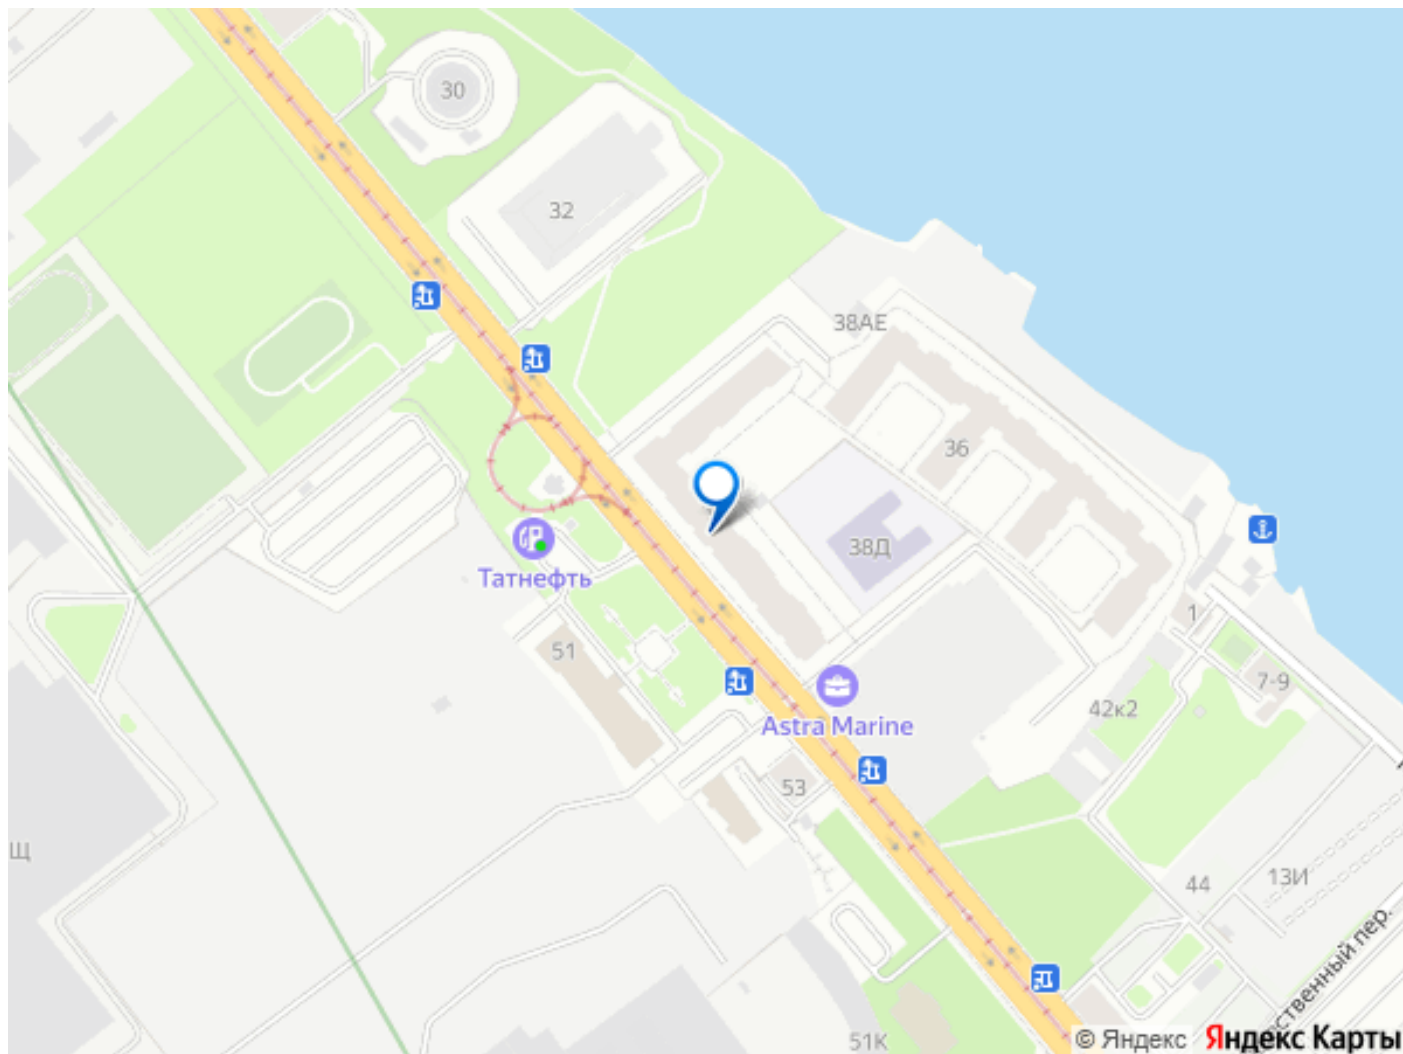 30
32
38АЕ
36
38Д
Татнефть
51
1
7-9
42к2
Astra Marine
53
Щ
44
13И
ственный пер.
51К
© Яндекс Яндекс Карты